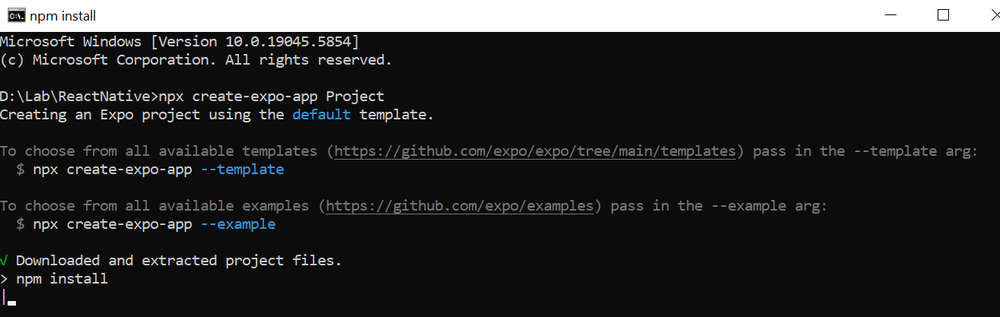 npm install
Microsoft Windows [Version 10.0.19045.5854]
(c) Microsoft Corporation. All rights reserved.
D:\Lab\ReactNative>npx create-expo-app Project
Creating an Expo project using the default template.
To choose from all available templates (https://github.com/expo/expo/tree/main/templates) pass in the --template arg:
$ npx create-expo-app --template
To choose from all available examples (https://github.com/expo/examples) pass in the --example arg:
$ npx create-expo-app --example
√ Downloaded and extracted project files.
> npm install
|